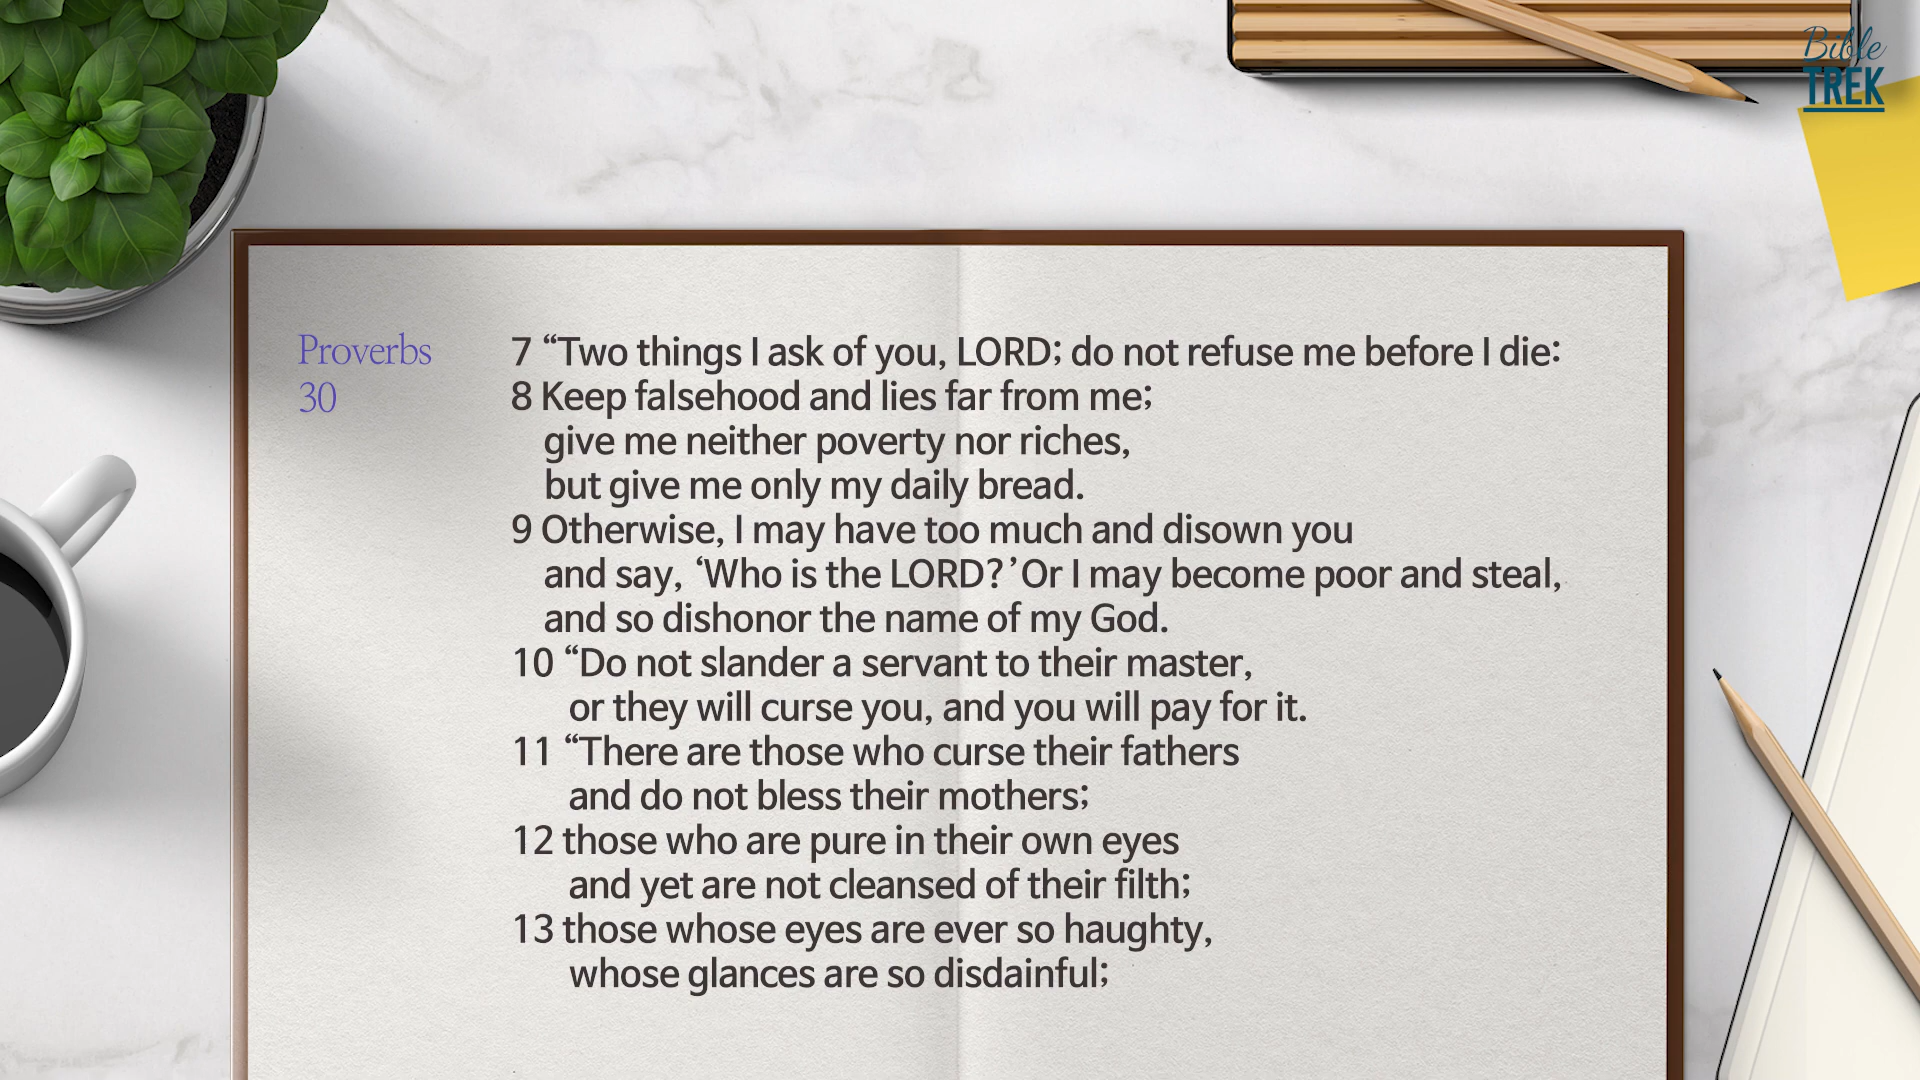 Bible
TREK
Proverbs
30
7 “Two things I ask of you, LORD; do not refuse me before I die:
8 Keep falsehood and lies far from me;
give me neither poverty nor riches,
but give me only my daily bread.
9 Otherwise, I may have too much and disown you
and say, ‘Who is the LORD?’ Or I may become poor and steal,
and so dishonor the name of my God.
10 “Do not slander a servant to their master,
or they will curse you, and you will pay for it.
11 “There are those who curse their fathers
and do not bless their mothers;
12 those who are pure in their own eyes
and yet are not cleansed of their filth;
13 those whose eyes are ever so haughty,
whose glances are so disdainful;